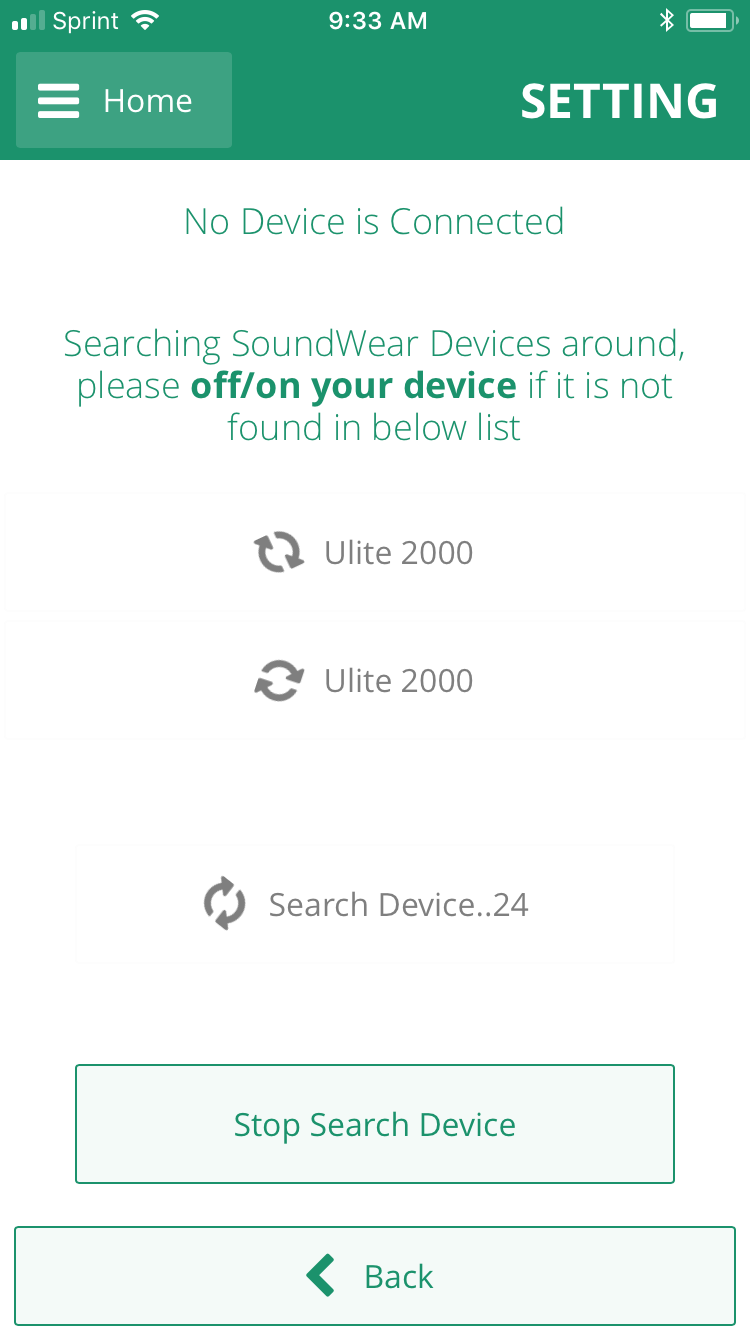 Sprint 9:33 AM
Home SETTING
No Device is Connected
Searching SoundWear Devices around,
please off/on your device if it is not
found in below list
Ulite 2000
Ulite 2000
Search Device..24
Stop Search Device
Back